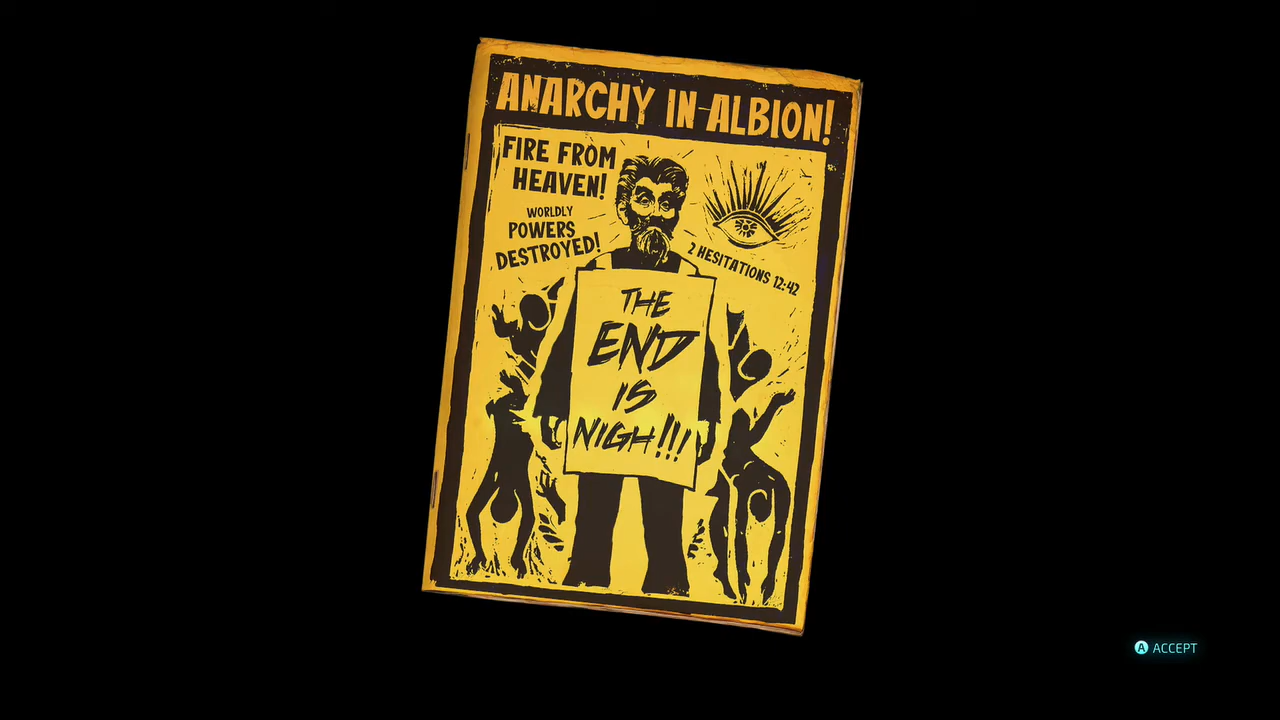 ANARCHY IN ALBION!
FIRE FROM
HEAVEN!
WORLDLY
POWERS
DESTROYED!
2 HESITATIONS 12:42
THE
END
IS
NIGH!!!
A ACCEPT